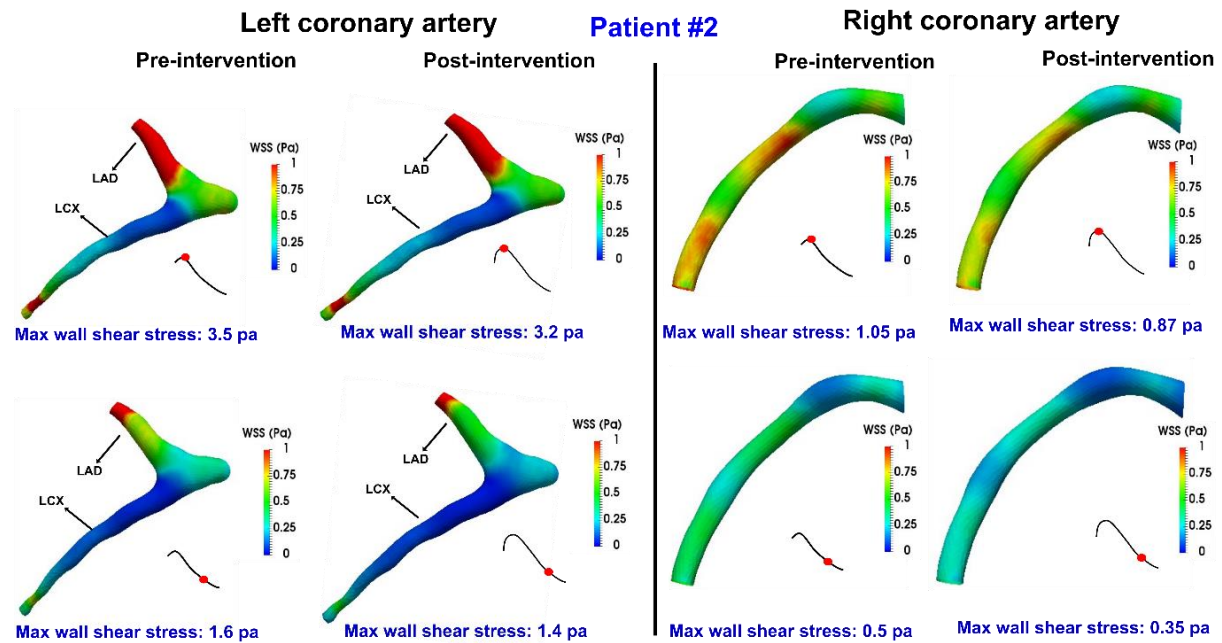 Left coronary artery
Patient #2
Right coronary artery
Pre-intervention
Post-intervention
Pre-intervention
Post-intervention
LAD
LCX
WSS (Pa)
1
0.75
0.5
0.25
0
LAD
LCX
WSS (Pa)
1
0.75
0.5
0.25
0
WSS (Pa)
1
0.75
0.5
0.25
0
WSS (Pa)
1
0.75
0.5
0.25
0
Max wall shear stress: 3.5 pa
Max wall shear stress: 3.2 pa
Max wall shear stress: 1.05 pa
Max wall shear stress: 0.87 pa
LAD
LCX
WSS (Pa)
1
0.75
0.5
0.25
0
LAD
LCX
WSS (Pa)
1
0.75
0.5
0.25
0
WSS (Pa)
1
0.75
0.5
0.25
0
WSS (Pa)
1
0.75
0.5
0.25
0
Max wall shear stress: 1.6 pa
Max wall shear stress: 1.4 pa
Max wall shear stress: 0.5 pa
Max wall shear stress: 0.35 pa